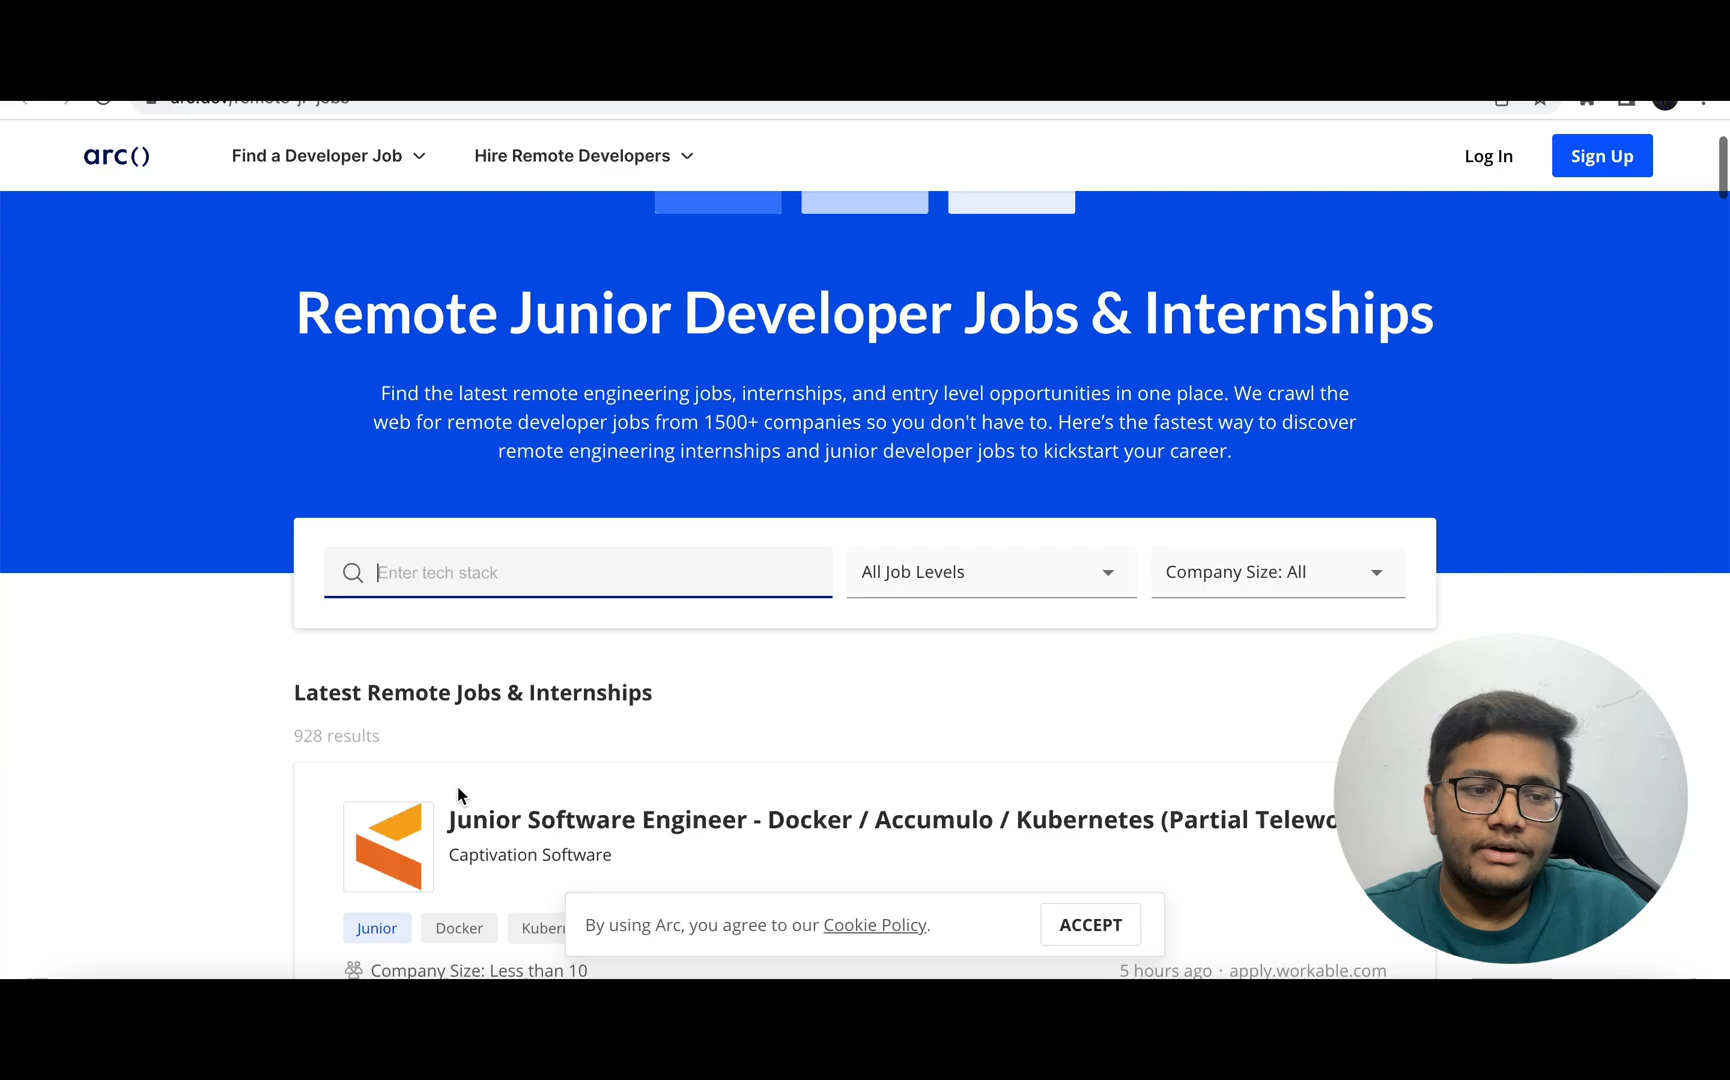 arc()
Find a Developer Job
Hire Remote Developers
Log In
Sign Up
Remote Junior Developer Jobs & Internships
Find the latest remote engineering jobs, internships, and entry level opportunities in one place. We crawl the
web for remote developer jobs from 1500+ companies so you don't have to. Here’s the fastest way to discover
remote engineering internships and junior developer jobs to kickstart your career.
Enter tech stack
All Job Levels
Company Size: All
Latest Remote Jobs & Internships
928 results
Junior Software Engineer - Docker / Accumulo / Kubernetes (Partial Telewo
Captivation Software
Junior
Docker
Kuber
By using Arc, you agree to our Cookie Policy.
ACCEPT
Company Size: Less than 10
5 hours ago · apply.workable.com